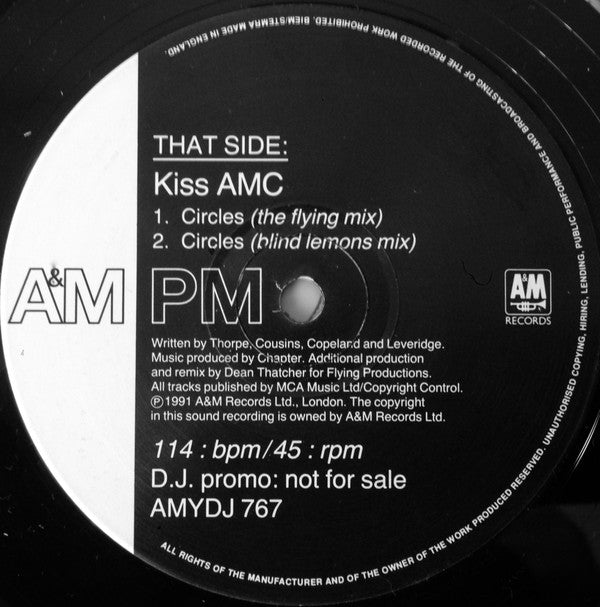 THAT SIDE:
Kiss AMC
1. Circles (the flying mix)
2. Circles (blind lemons mix)
A&M PM
A&M
RECORDS
Written by Thorpe, Cousins, Copeland and Leveridge.
Music produced by Chapter. Additional production
and remix by Dean Thatcher for Flying Productions.
All tracks published by MCA Music Ltd/Copyright Control.
℗ 1991 A&M Records Ltd., London. The copyright
in this sound recording is owned by A&M Records Ltd.
114 : bpm/45 : rpm
D.J. promo: not for sale
AMYDJ 767
ALL RIGHTS OF THE MANUFACTURER AND OF THE OWNER OF THE WORK PRODUCED RESERVED. UNAUTHORISED COPYING, HIRING, LENDING, PUBLIC PERFORMANCE AND BROADCASTING OF THE RECORDED WORK PROHIBITED. BIEM/STEMRA MADE IN ENGLAND.